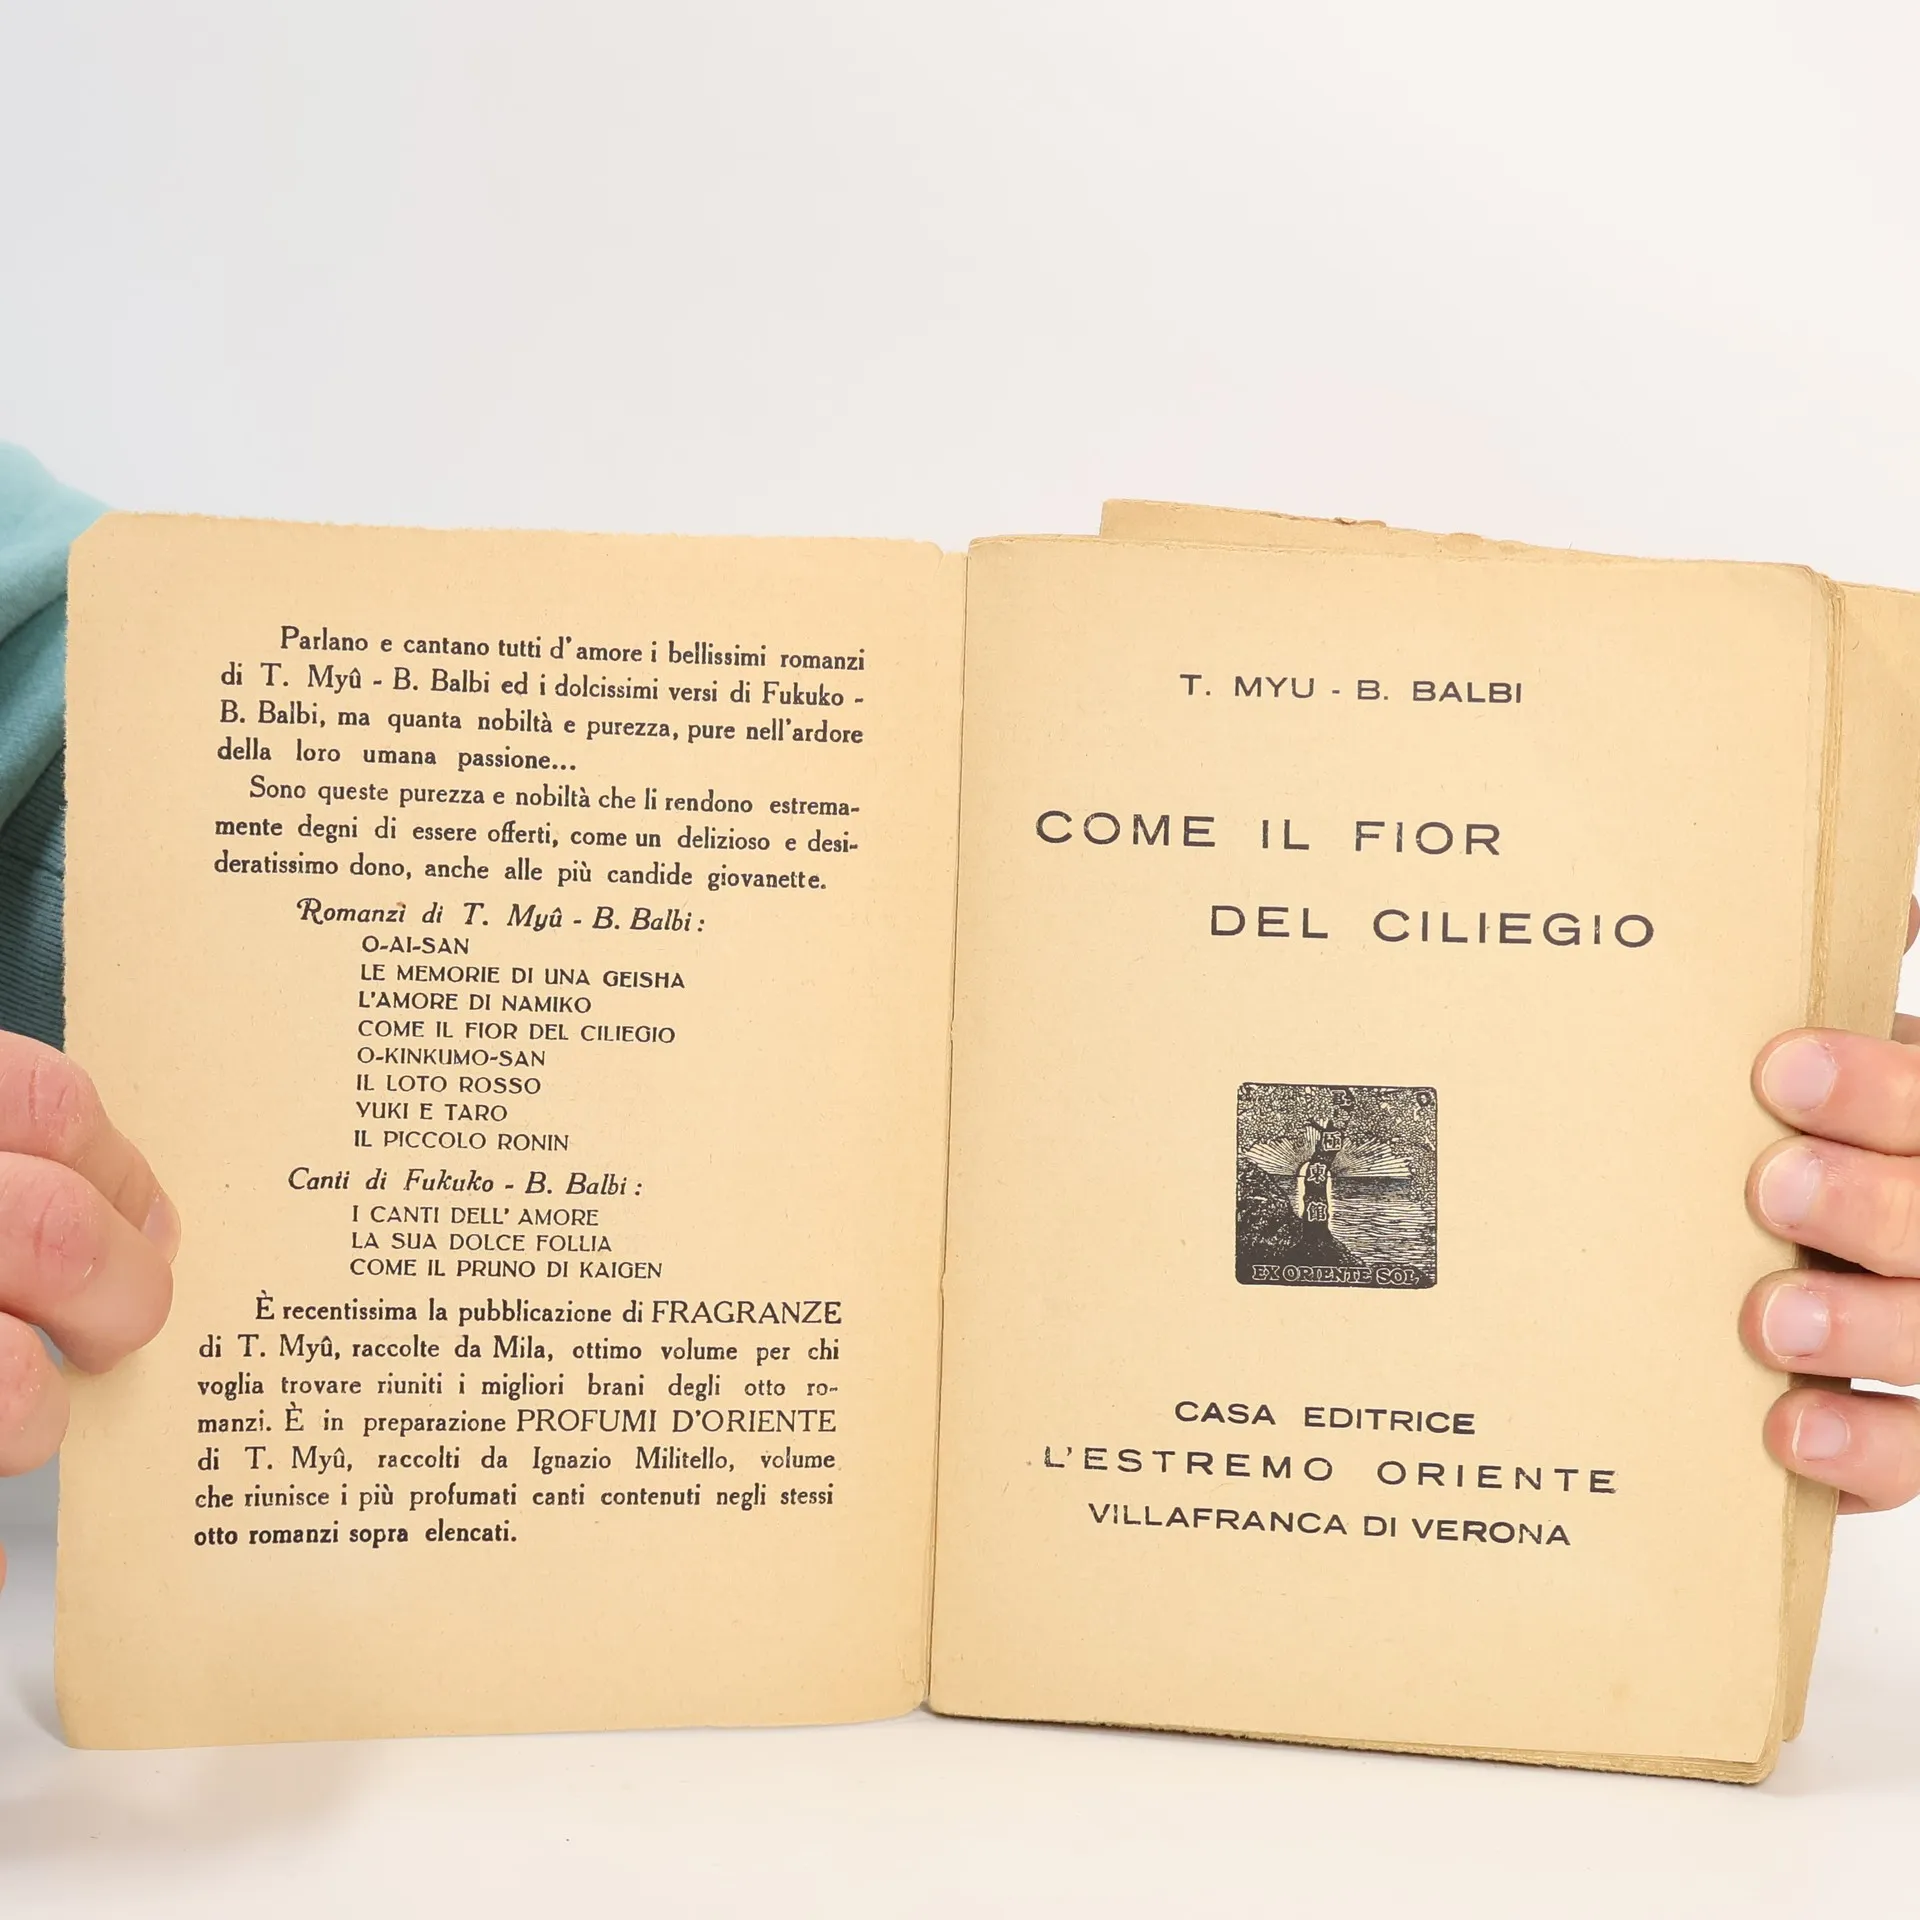 Parlano e cantano tutti d'amore i bellissimi romanzi
di T. Myû - B. Balbi ed i dolcissimi versi di Fukuko -
B. Balbi, ma quanta nobiltà e purezza, pure nell'ardore
della loro umana passione...
Sono queste purezza e nobiltà che li rendono estrema-
mente degni di essere offerti, come un delizioso e desi-
deratissimo dono, anche alle più candide giovanette.
Romanzi di T. Myû - B. Balbi :
O-AI-SAN
LE MEMORIE DI UNA GEISHA
L'AMORE DI NAMIKO
COME IL FIOR DEL CILIEGIO
O-KINKUMO-SAN
IL LOTO ROSSO
YUKI E TARO
IL PICCOLO RONIN
Canti di Fukuko - B. Balbi :
I CANTI DELL' AMORE
LA SUA DOLCE FOLLIA
COME IL PRUNO DI KAIGEN
È recentissima la pubblicazione di FRAGRANZE
di T. Myû, raccolte da Mila, ottimo volume per chi
voglia trovare riuniti i migliori brani degli otto ro-
manzi. È in preparazione PROFUMI D'ORIENTE
di T. Myû, raccolti da Ignazio Militello, volume
che riunisce i più profumati canti contenuti negli stessi
otto romanzi sopra elencati.
T. MYU - B. BALBI
COME IL FIOR
DEL CILIEGIO
E. O
東
館
EX ORIENTE SOL
CASA EDITRICE
L'ESTREMO ORIENTE
VILLAFRANCA DI VERONA